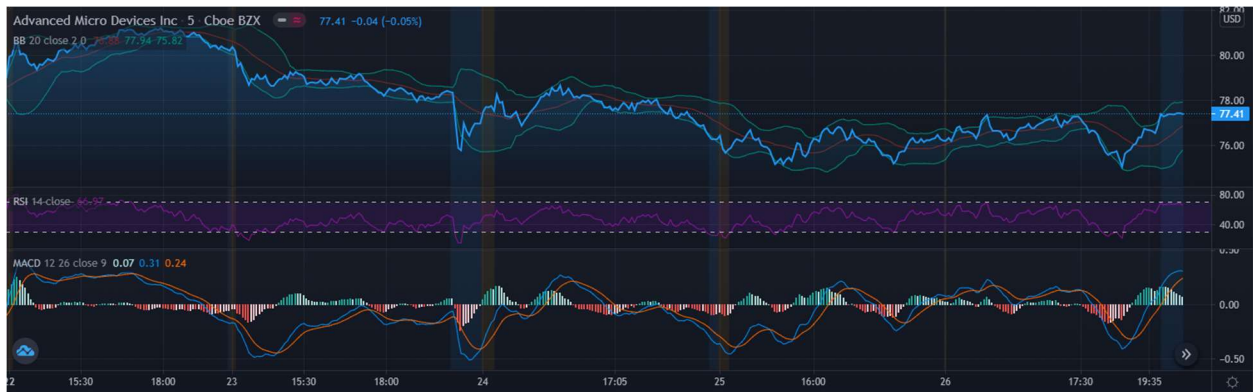 Advanced Micro Devices Inc · 5 · Cboe BZX 77.41 −0.04 (−0.05%)
BB 20 close 2 0 77.94 75.82
82.00
USD
80.00
78.00
77.41
76.00
RSI 14 close 66.97
80.00
40.00
MACD 12 26 close 9 0.07 0.31 0.24
0.50
0.00
−0.50
22 15:30 18:00 23 15:30 18:00 24 17:05 25 16:00 26 17:30 19:35